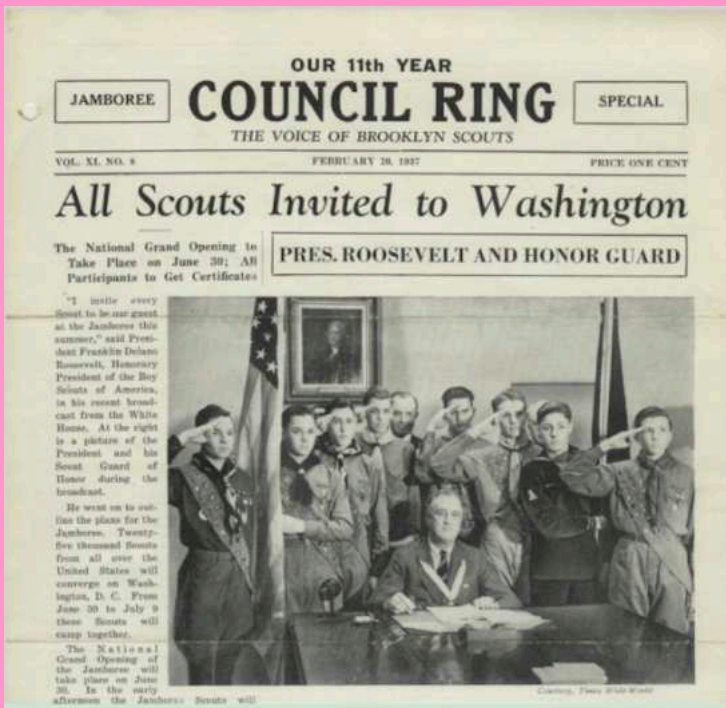 OUR 11th YEAR
JAMBOREE
COUNCIL RING
SPECIAL
THE VOICE OF BROOKLYN SCOUTS
VOL. XI. NO. 8
FEBRUARY 20, 1937
PRICE ONE CENT
All Scouts Invited to Washington
The National Grand Opening to
Take Place on June 30; All
Participants to Get Certificates
PRES. ROOSEVELT AND HONOR GUARD
"I invite every
Scout to be our guest
at the Jamboree this
summer," said Presi-
dent Franklin Delano
Roosevelt, Honorary
President of the Boy
Scouts of America,
in his recent broad-
cast from the White
House. At the right
is a picture of the
President and his
Scout Guard of
Honor during the
broadcast.
He went on to out-
line the plans for the
Jamboree. Twenty-
five thousand Scouts
from all over the
United States will
converge on Wash-
ington, D. C. From
June 30 to July 9
these Scouts will
camp together.
The National
Grand Opening of
the Jamboree will
take place on June
30. In the early
afternoon the Jamboree Scouts will
Courtesy, Times Wide World